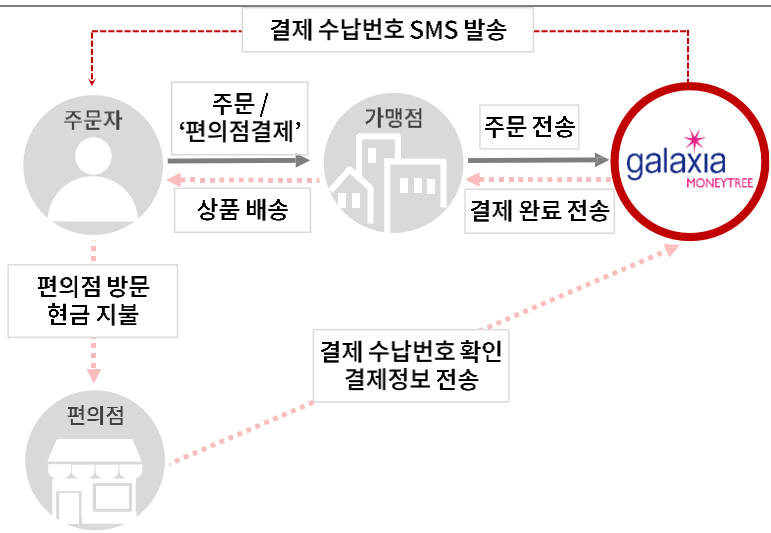 결제 수납번호 SMS 발송
주문자
주문 /
‘편의점결제’
가맹점
주문 전송
galaxia
MONEYTREE
상품 배송
결제 완료 전송
편의점 방문
현금 지불
결제 수납번호 확인
결제정보 전송
편의점